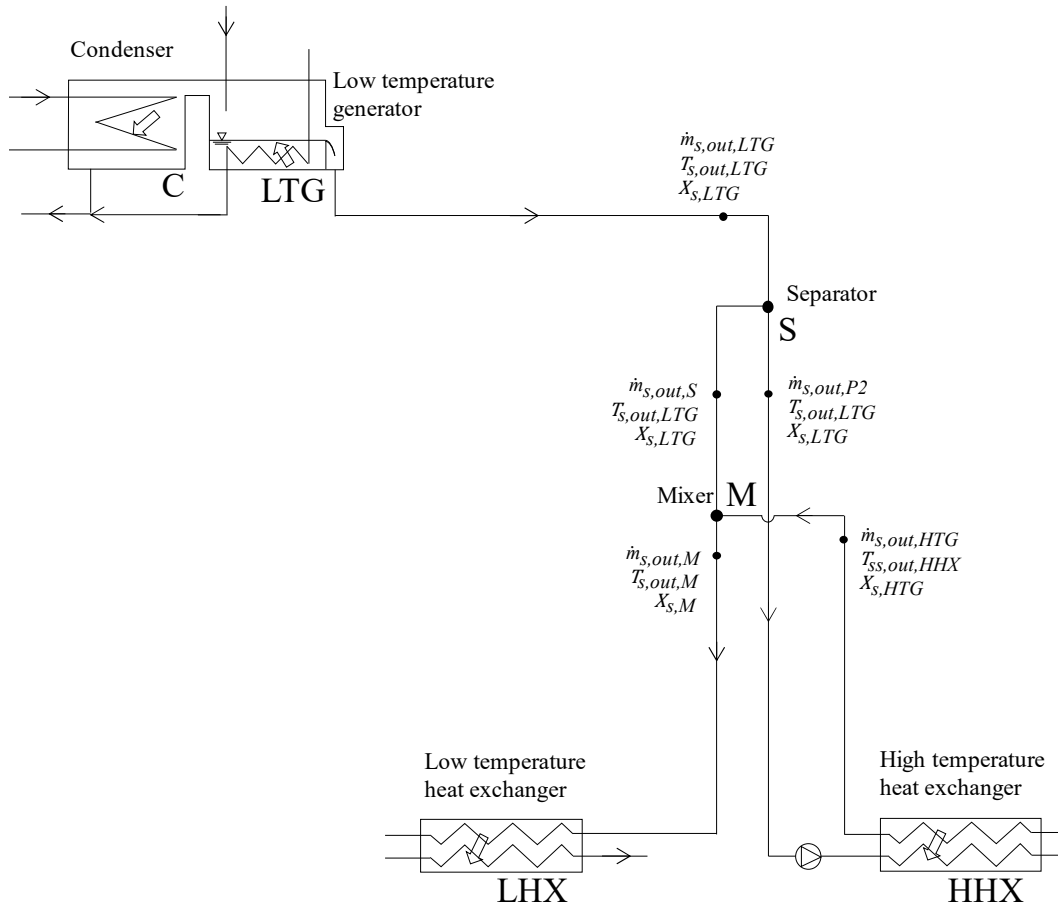 Condenser
Low temperature
generator
C
LTG
ṁs,out,LTG
Ts,out,LTG
Xs,LTG
Separator
S
ṁs,out,S
Ts,out,LTG
Xs,LTG
ṁs,out,P2
Ts,out,LTG
Xs,LTG
Mixer
M
ṁs,out,M
Ts,out,M
Xs,M
ṁs,out,HTG
Tss,out,HHX
Xs,HTG
Low temperature
heat exchanger
LHX
High temperature
heat exchanger
HHX